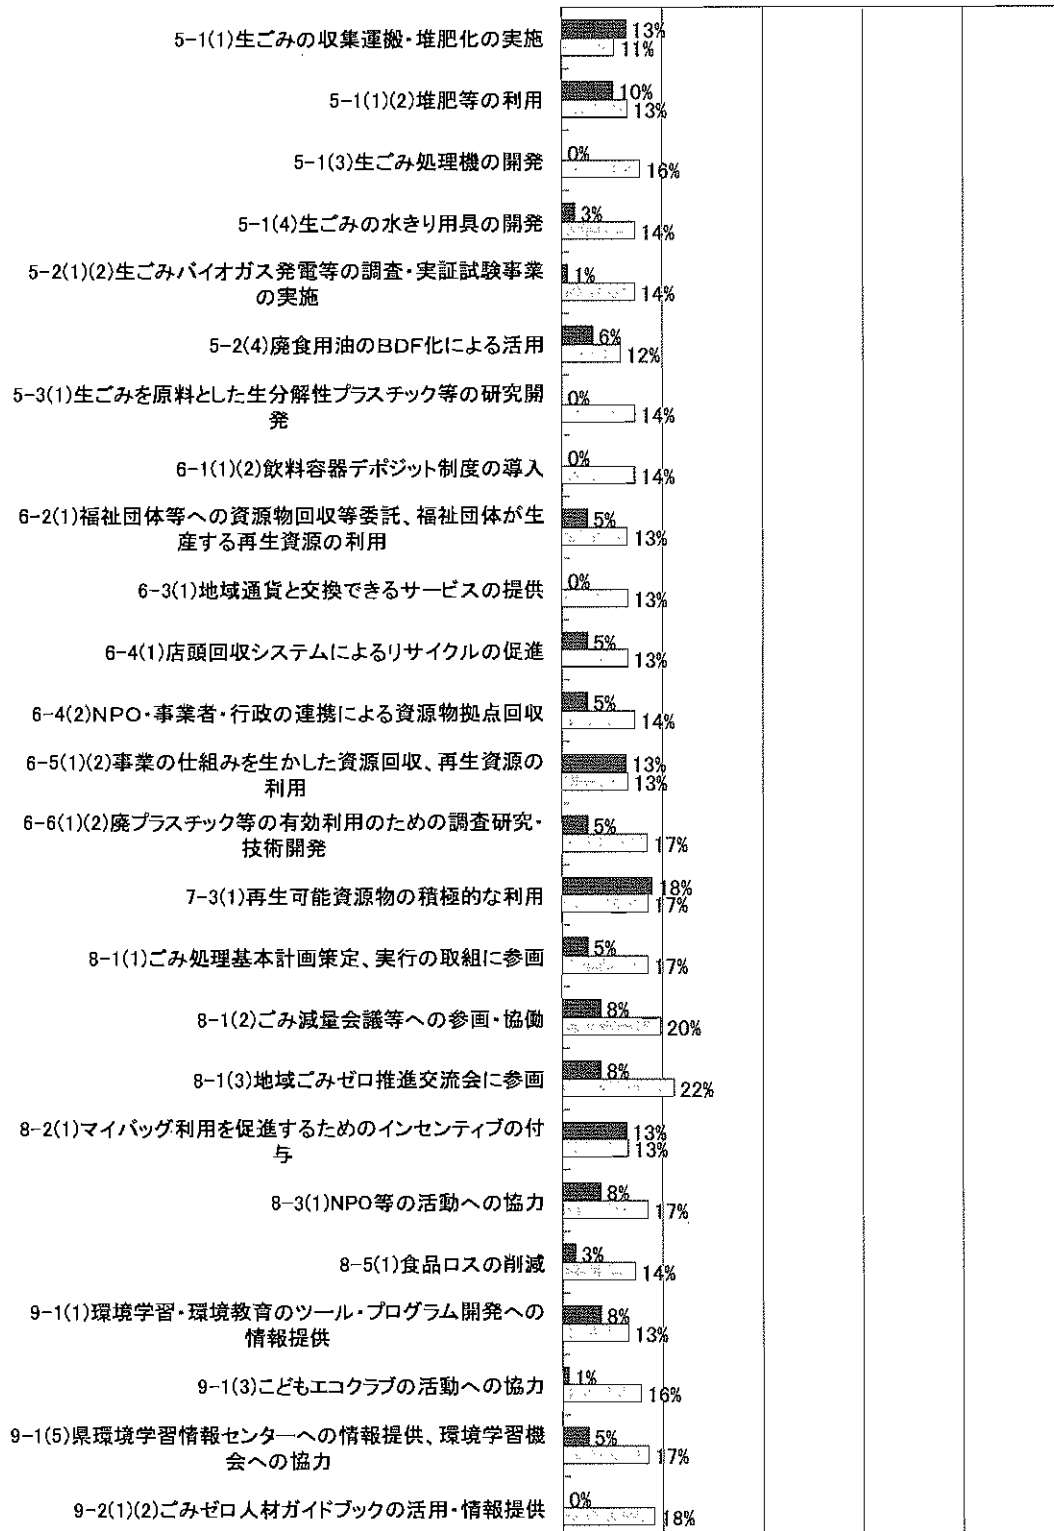 5-1(1)生ごみの収集運搬・堆肥化の実施
13%
11%
5-1(1)(2)堆肥等の利用
10%
13%
5-1(3)生ごみ処理機の開発
0%
16%
5-1(4)生ごみの水きり用具の開発
3%
14%
5-2(1)(2)生ごみバイオガス発電等の調査・実証試験事業
の実施
1%
14%
5-2(4)廃食用油のBDF化による活用
6%
12%
5-3(1)生ごみを原料とした生分解性プラスチック等の研究開
発
0%
14%
6-1(1)(2)飲料容器デポジット制度の導入
0%
14%
6-2(1)福祉団体等への資源物回収等委託、福祉団体が生
産する再生資源の利用
5%
13%
6-3(1)地域通貨と交換できるサービスの提供
0%
13%
6-4(1)店頭回収システムによるリサイクルの促進
5%
13%
6-4(2)NPO・事業者・行政の連携による資源物拠点回収
5%
14%
6-5(1)(2)事業の仕組みを生かした資源回収、再生資源の
利用
13%
13%
6-6(1)(2)廃プラスチック等の有効利用のための調査研究・
技術開発
5%
17%
7-3(1)再生可能資源物の積極的な利用
18%
17%
8-1(1)ごみ処理基本計画策定、実行の取組に参画
5%
17%
8-1(2)ごみ減量会議等への参画・協働
8%
20%
8-1(3)地域ごみゼロ推進交流会に参画
8%
22%
8-2(1)マイバッグ利用を促進するためのインセンティブの付
与
13%
13%
8-3(1)NPO等の活動への協力
8%
17%
8-5(1)食品ロスの削減
3%
14%
9-1(1)環境学習・環境教育のツール・プログラム開発への
情報提供
8%
13%
9-1(3)こどもエコクラブの活動への協力
1%
16%
9-1(5)県環境学習情報センターへの情報提供、環境学習機
会への協力
5%
17%
9-2(1)(2)ごみゼロ人材ガイドブックの活用・情報提供
0%
18%